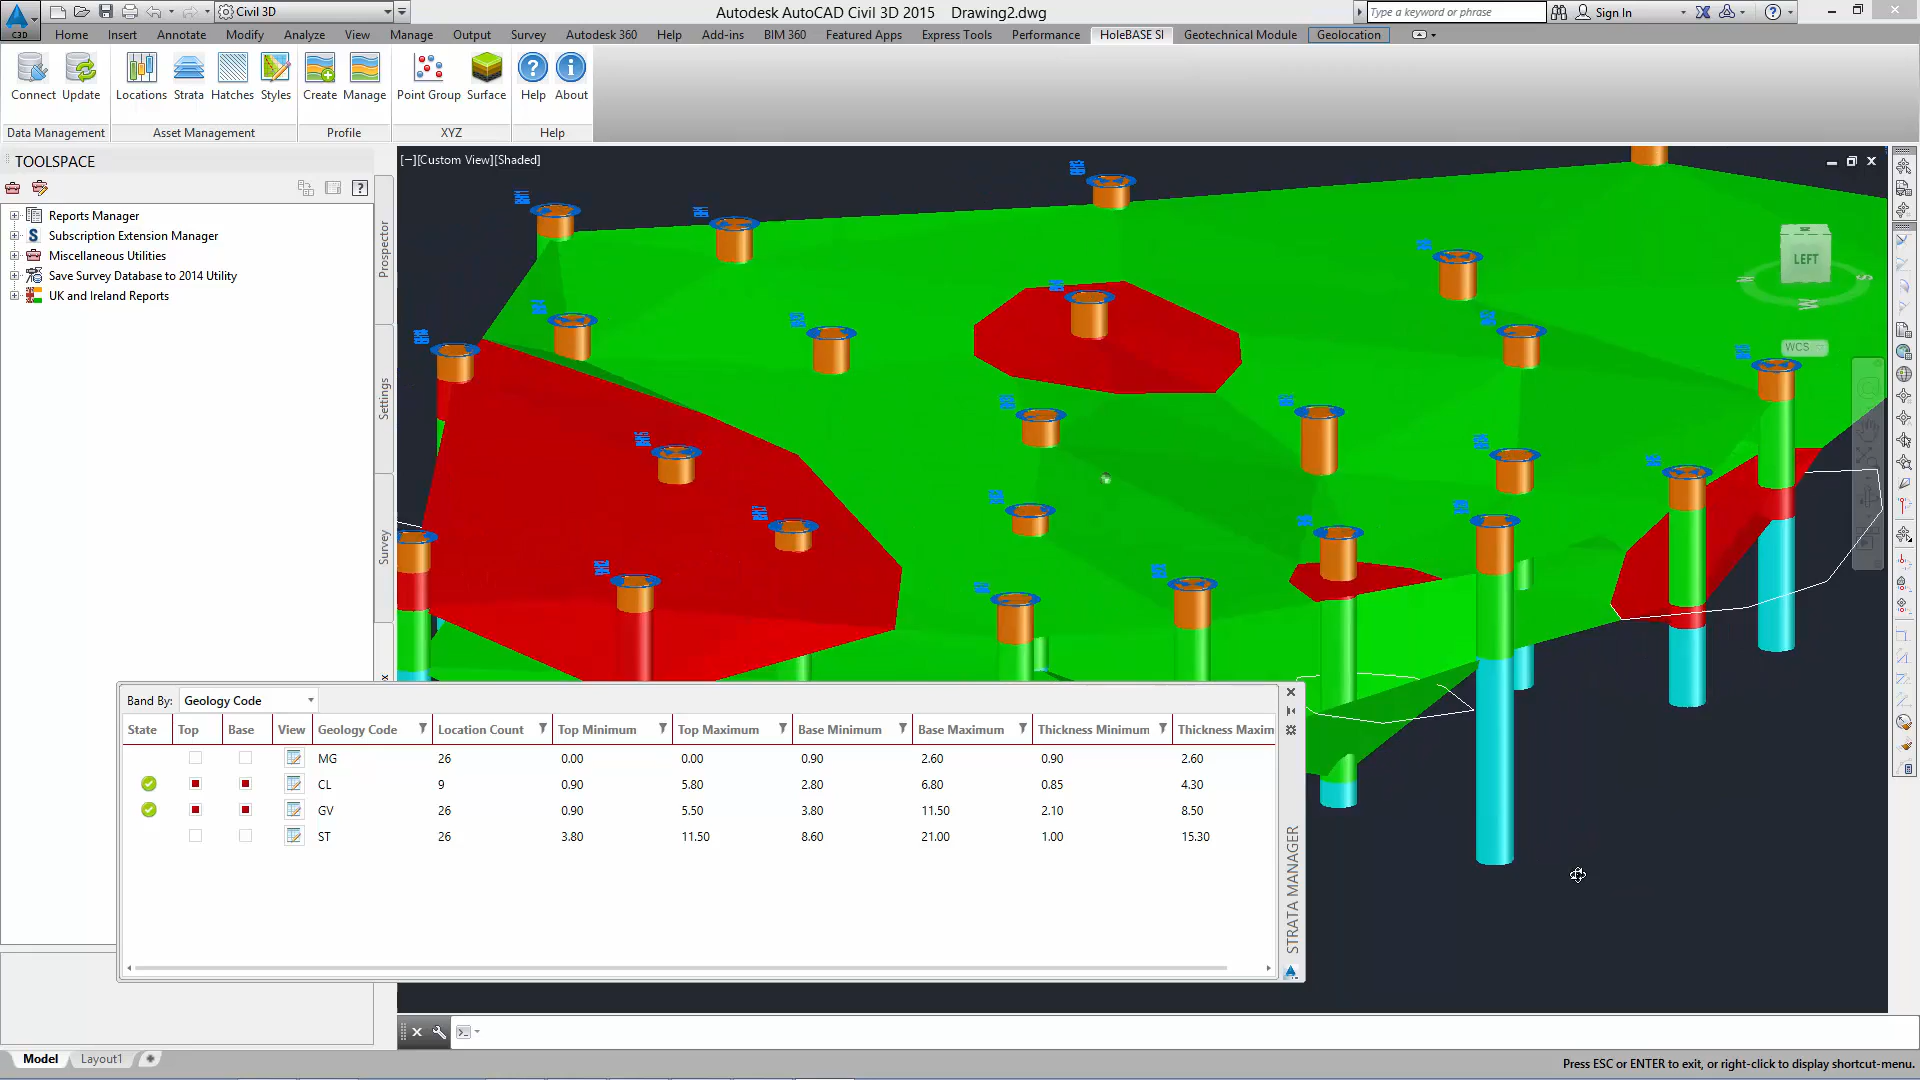 Civil 3D
Autodesk AutoCAD Civil 3D 2015 Drawing2.dwg
Type a keyword or phrase
Sign In
C3D
Home Insert Annotate Modify Analyze View Manage Output Survey Autodesk 360 Help Add-ins BIM 360 Featured Apps Express Tools Performance HoleBASE SI Geotechnical Module Geolocation
Connect Update Locations Strata Hatches Styles Create Manage Point Group Surface Help About
Data Management Asset Management Profile XYZ Help
TOOLSPACE
Reports Manager
Subscription Extension Manager
Miscellaneous Utilities
Save Survey Database to 2014 Utility
UK and Ireland Reports
Prospector
Settings
Survey
[−][Custom View][Shaded]
LEFT
N
S
W
WCS
Band By: Geology Code
State Top Base View Geology Code Location Count Top Minimum Top Maximum Base Minimum Base Maximum Thickness Minimum Thickness Maxim
MG 26 0.00 0.00 0.90 2.60 0.90 2.60
CL 9 0.90 5.80 2.80 6.80 0.85 4.30
GV 26 0.90 5.50 3.80 11.50 2.10 8.50
ST 26 3.80 11.50 8.60 21.00 1.00 15.30
STRATA MANAGER
Model Layout1
Press ESC or ENTER to exit, or right-click to display shortcut-menu.